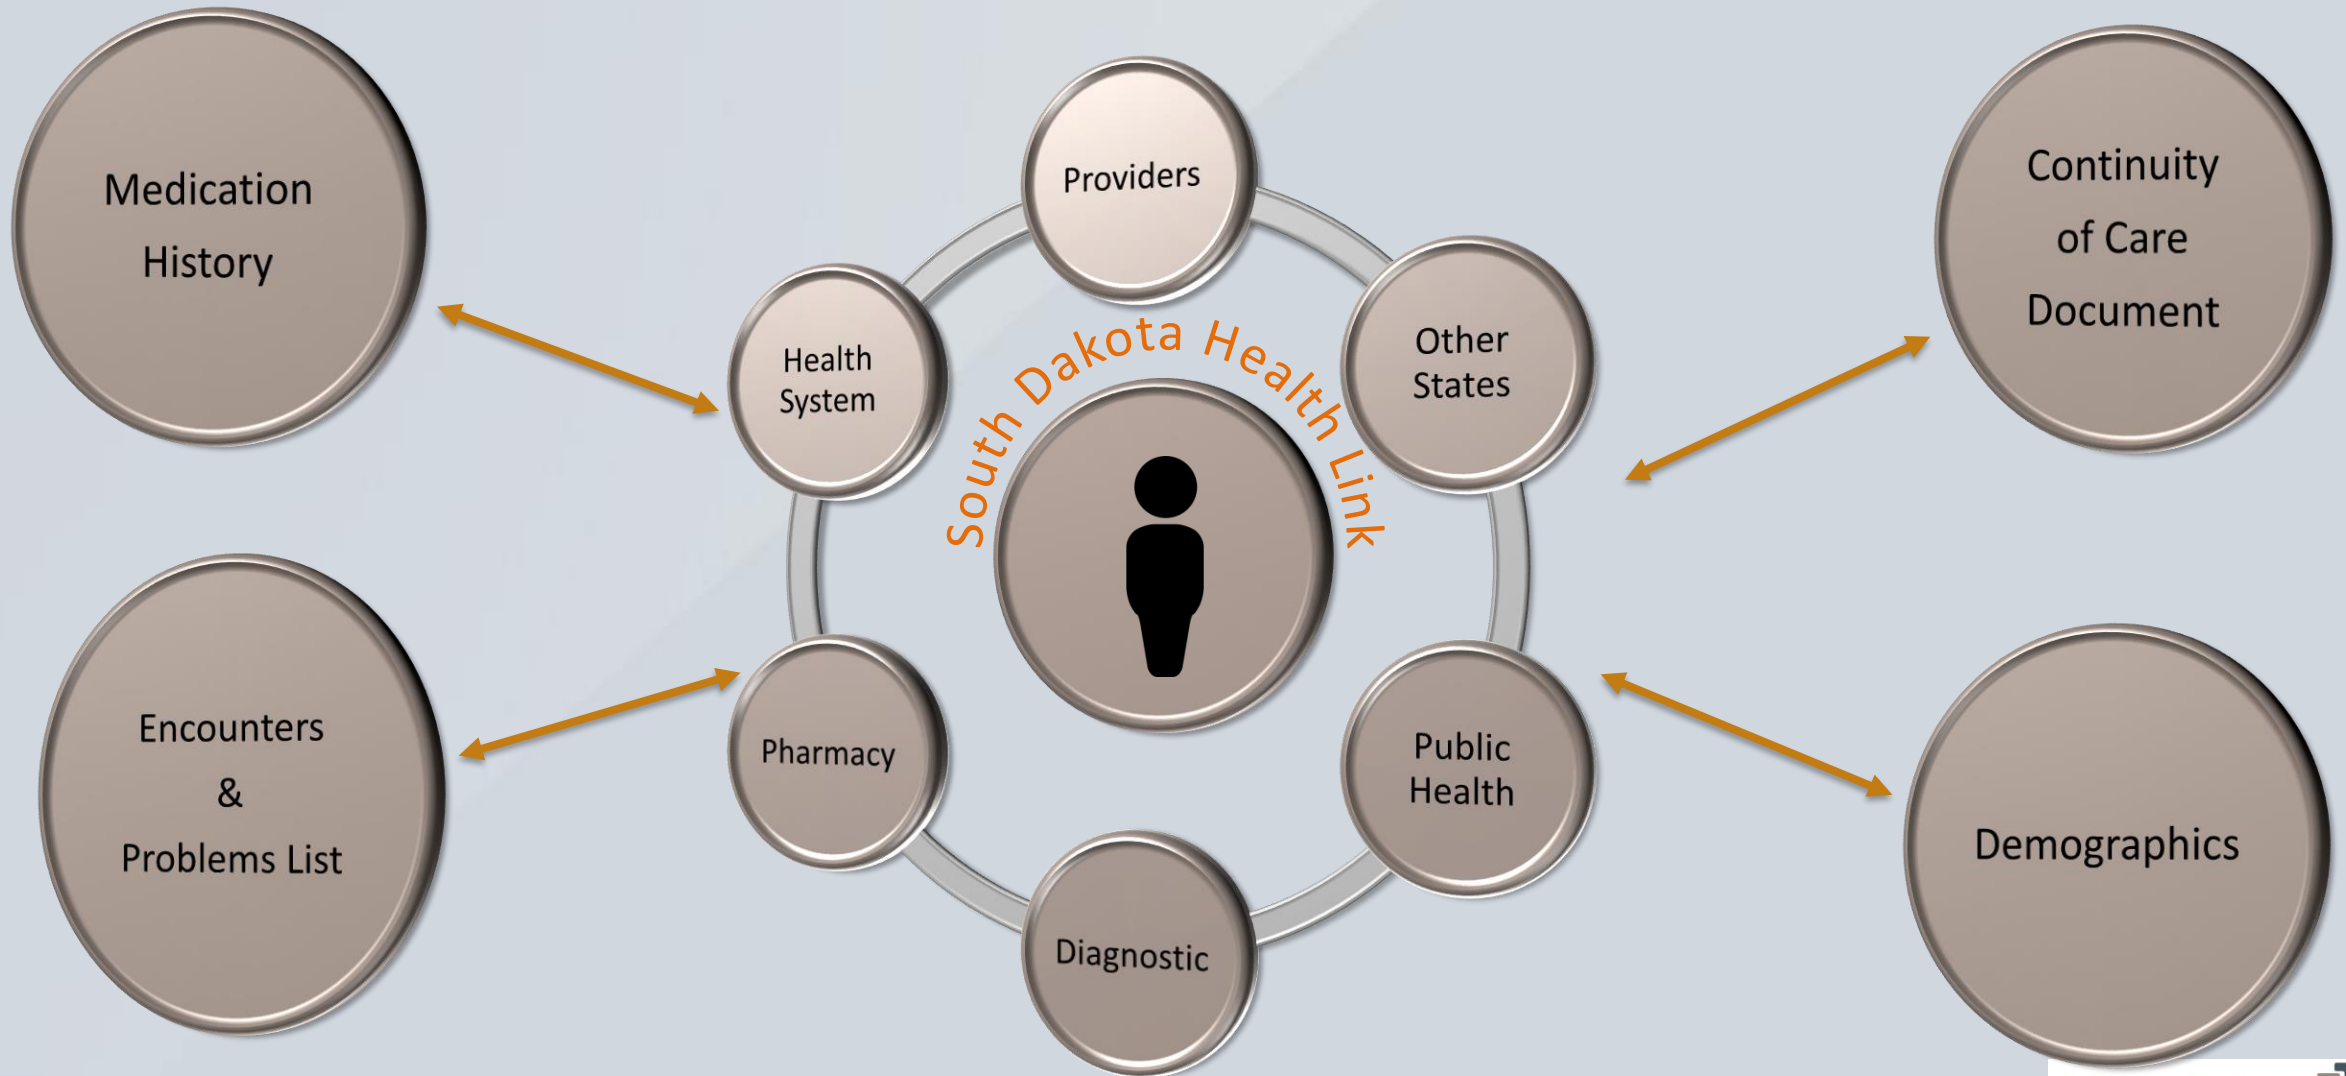 Medication
History
Providers
Continuity
of Care
Document
Health
System
Other
States
South Dakota Health Link
Encounters
&
Problems List
Pharmacy
Public
Health
Diagnostic
Demographics